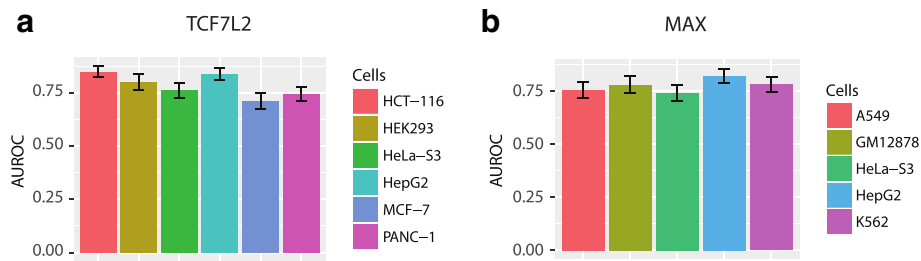 a
TCF7L2
AUROC
0.75
0.50
0.25
0.00
Cells
HCT−116
HEK293
HeLa−S3
HepG2
MCF−7
PANC−1
b
MAX
AUROC
0.75
0.50
0.25
0.00
Cells
A549
GM12878
HeLa−S3
HepG2
K562